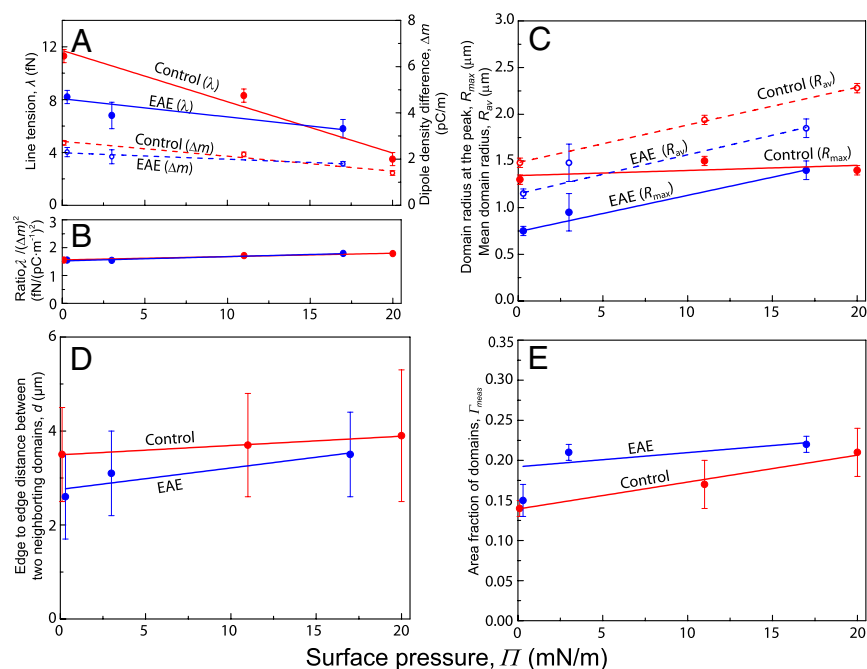 A
Line tension, λ (fN)
16
12
8
4
0
Control (λ)
EAE (λ)
Control (Δm)
EAE (Δm)
8
7
6
5
4
3
2
1
0
Dipole density difference, Δm
(pC/m)
B
Ratio,λ /(Δm)²
(fN/(pC·m⁻¹)²)
3
2
1
0
0
5
10
15
20
C
Domain radius at the peak, Rmax (μm)
Mean domain radius, Rav (μm)
3.0
2.5
2.0
1.5
1.0
0.5
0.0
Control (Rav)
EAE (Rav)
Control (Rmax)
EAE (Rmax)
0
5
10
15
20
D
Edge to edge distance between
two neighborting domains, d (μm)
6
4
2
0
Control
EAE
0
5
10
15
20
E
Area fraction of domains, Γmeas
0.35
0.30
0.25
0.20
0.15
0.10
0.05
0.00
EAE
Control
0
5
10
15
20
Surface pressure, Π (mN/m)